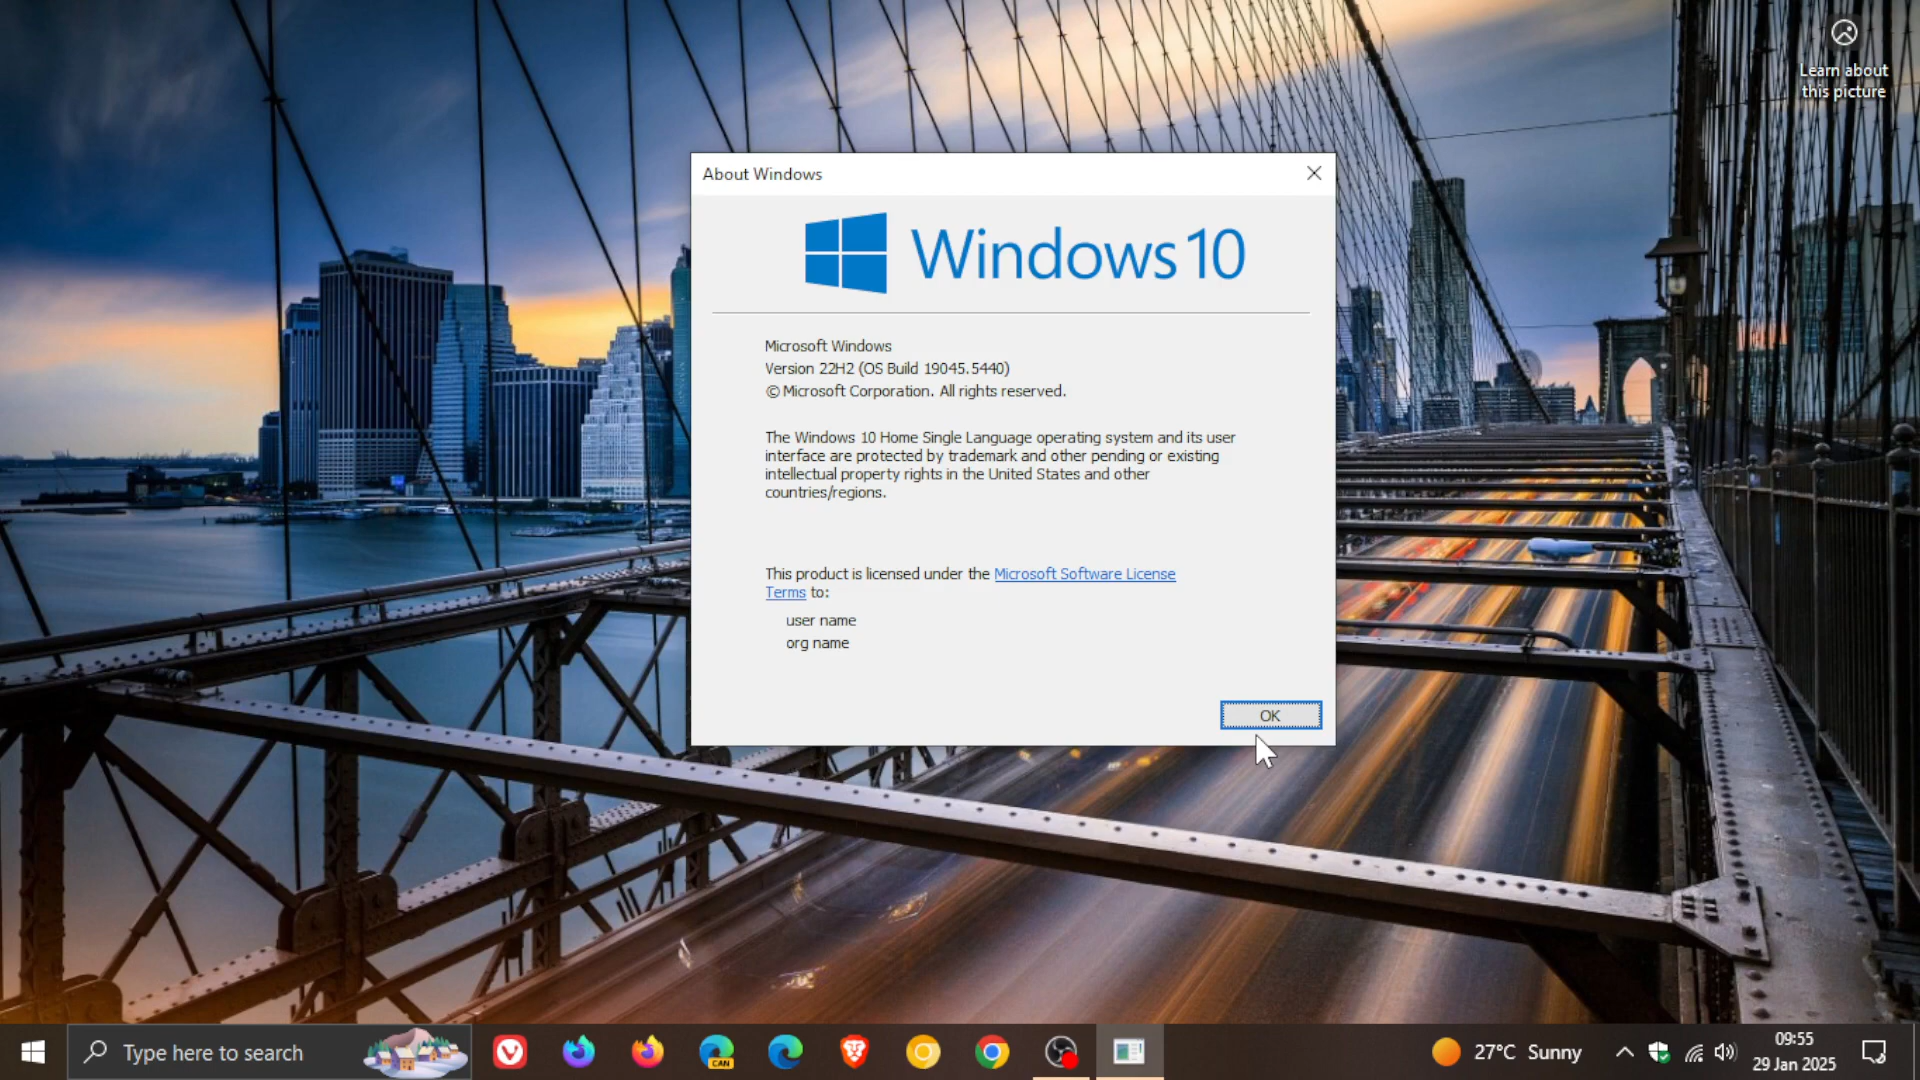 Learn about
this picture
About Windows
Windows 10
Microsoft Windows
Version 22H2 (OS Build 19045.5440)
© Microsoft Corporation. All rights reserved.
The Windows 10 Home Single Language operating system and its user
interface are protected by trademark and other pending or existing
intellectual property rights in the United States and other
countries/regions.
This product is licensed under the Microsoft Software License
Terms to:
user name
org name
OK
Type here to search
CAN
27°C Sunny
09:55
29 Jan 2025